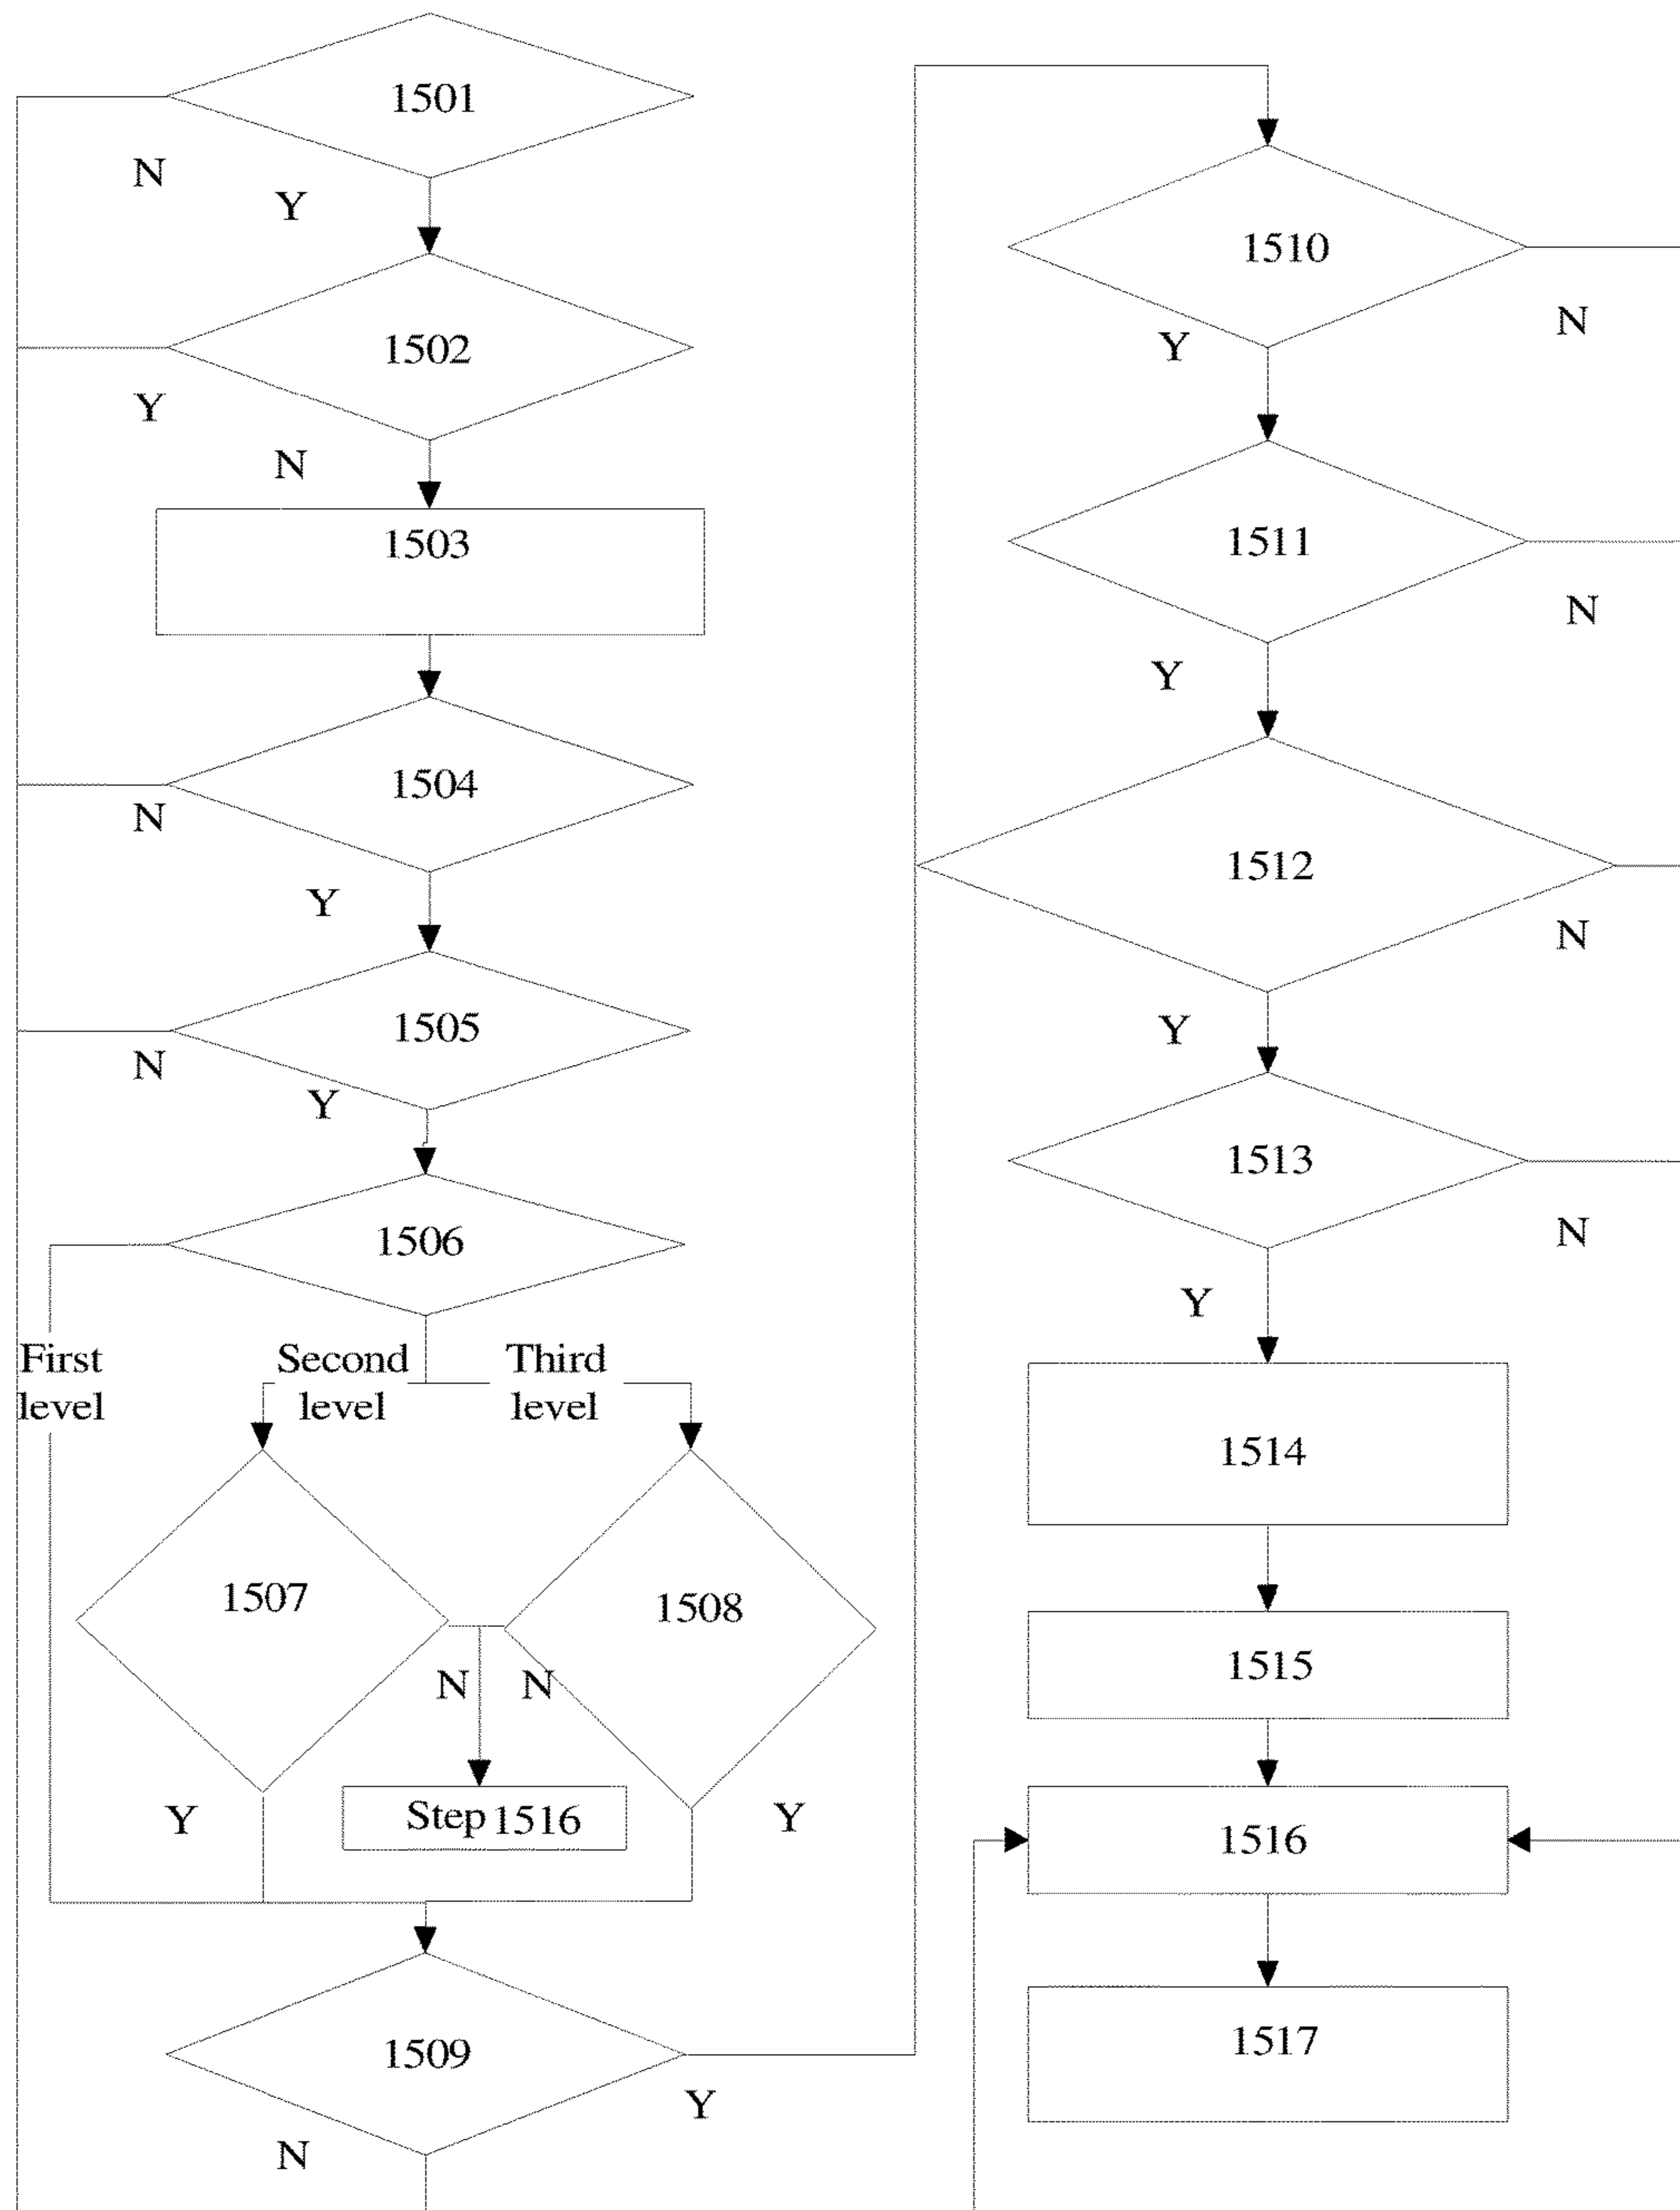 1501
N
Y
1502
Y
N
1503
1504
N
Y
1505
N
Y
1506
First
level
Second
level
Third
level
1507
1508
N
N
Y
Step 1516
Y
1509
Y
N
1510
N
Y
1511
N
Y
1512
N
Y
1513
N
Y
1514
1515
1516
1517